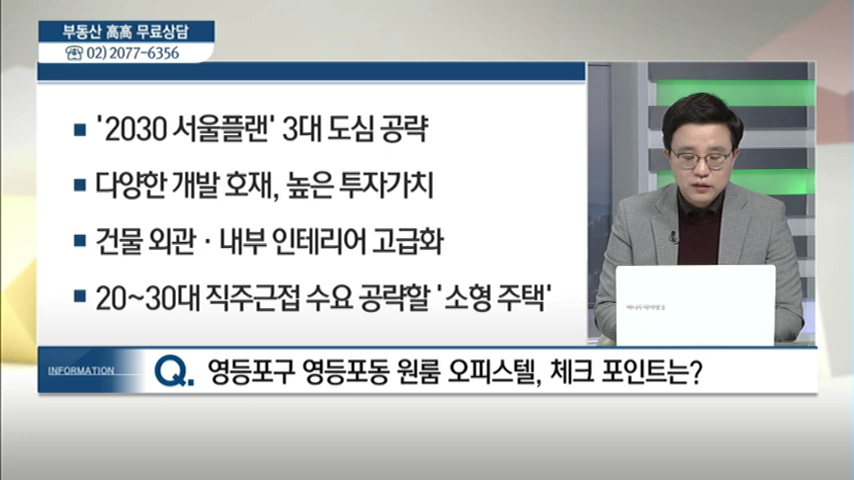 부동산 高高 무료상담
☎ 02) 2077-6356
■ '2030 서울플랜' 3대 도심 공략
■ 다양한 개발 호재, 높은 투자가치
■ 건물 외관 · 내부 인테리어 고급화
■ 20~30대 직주근접 수요 공략할 '소형 주택'
INFORMATION
Q. 영등포구 영등포동 원룸 오피스텔, 체크 포인트는?